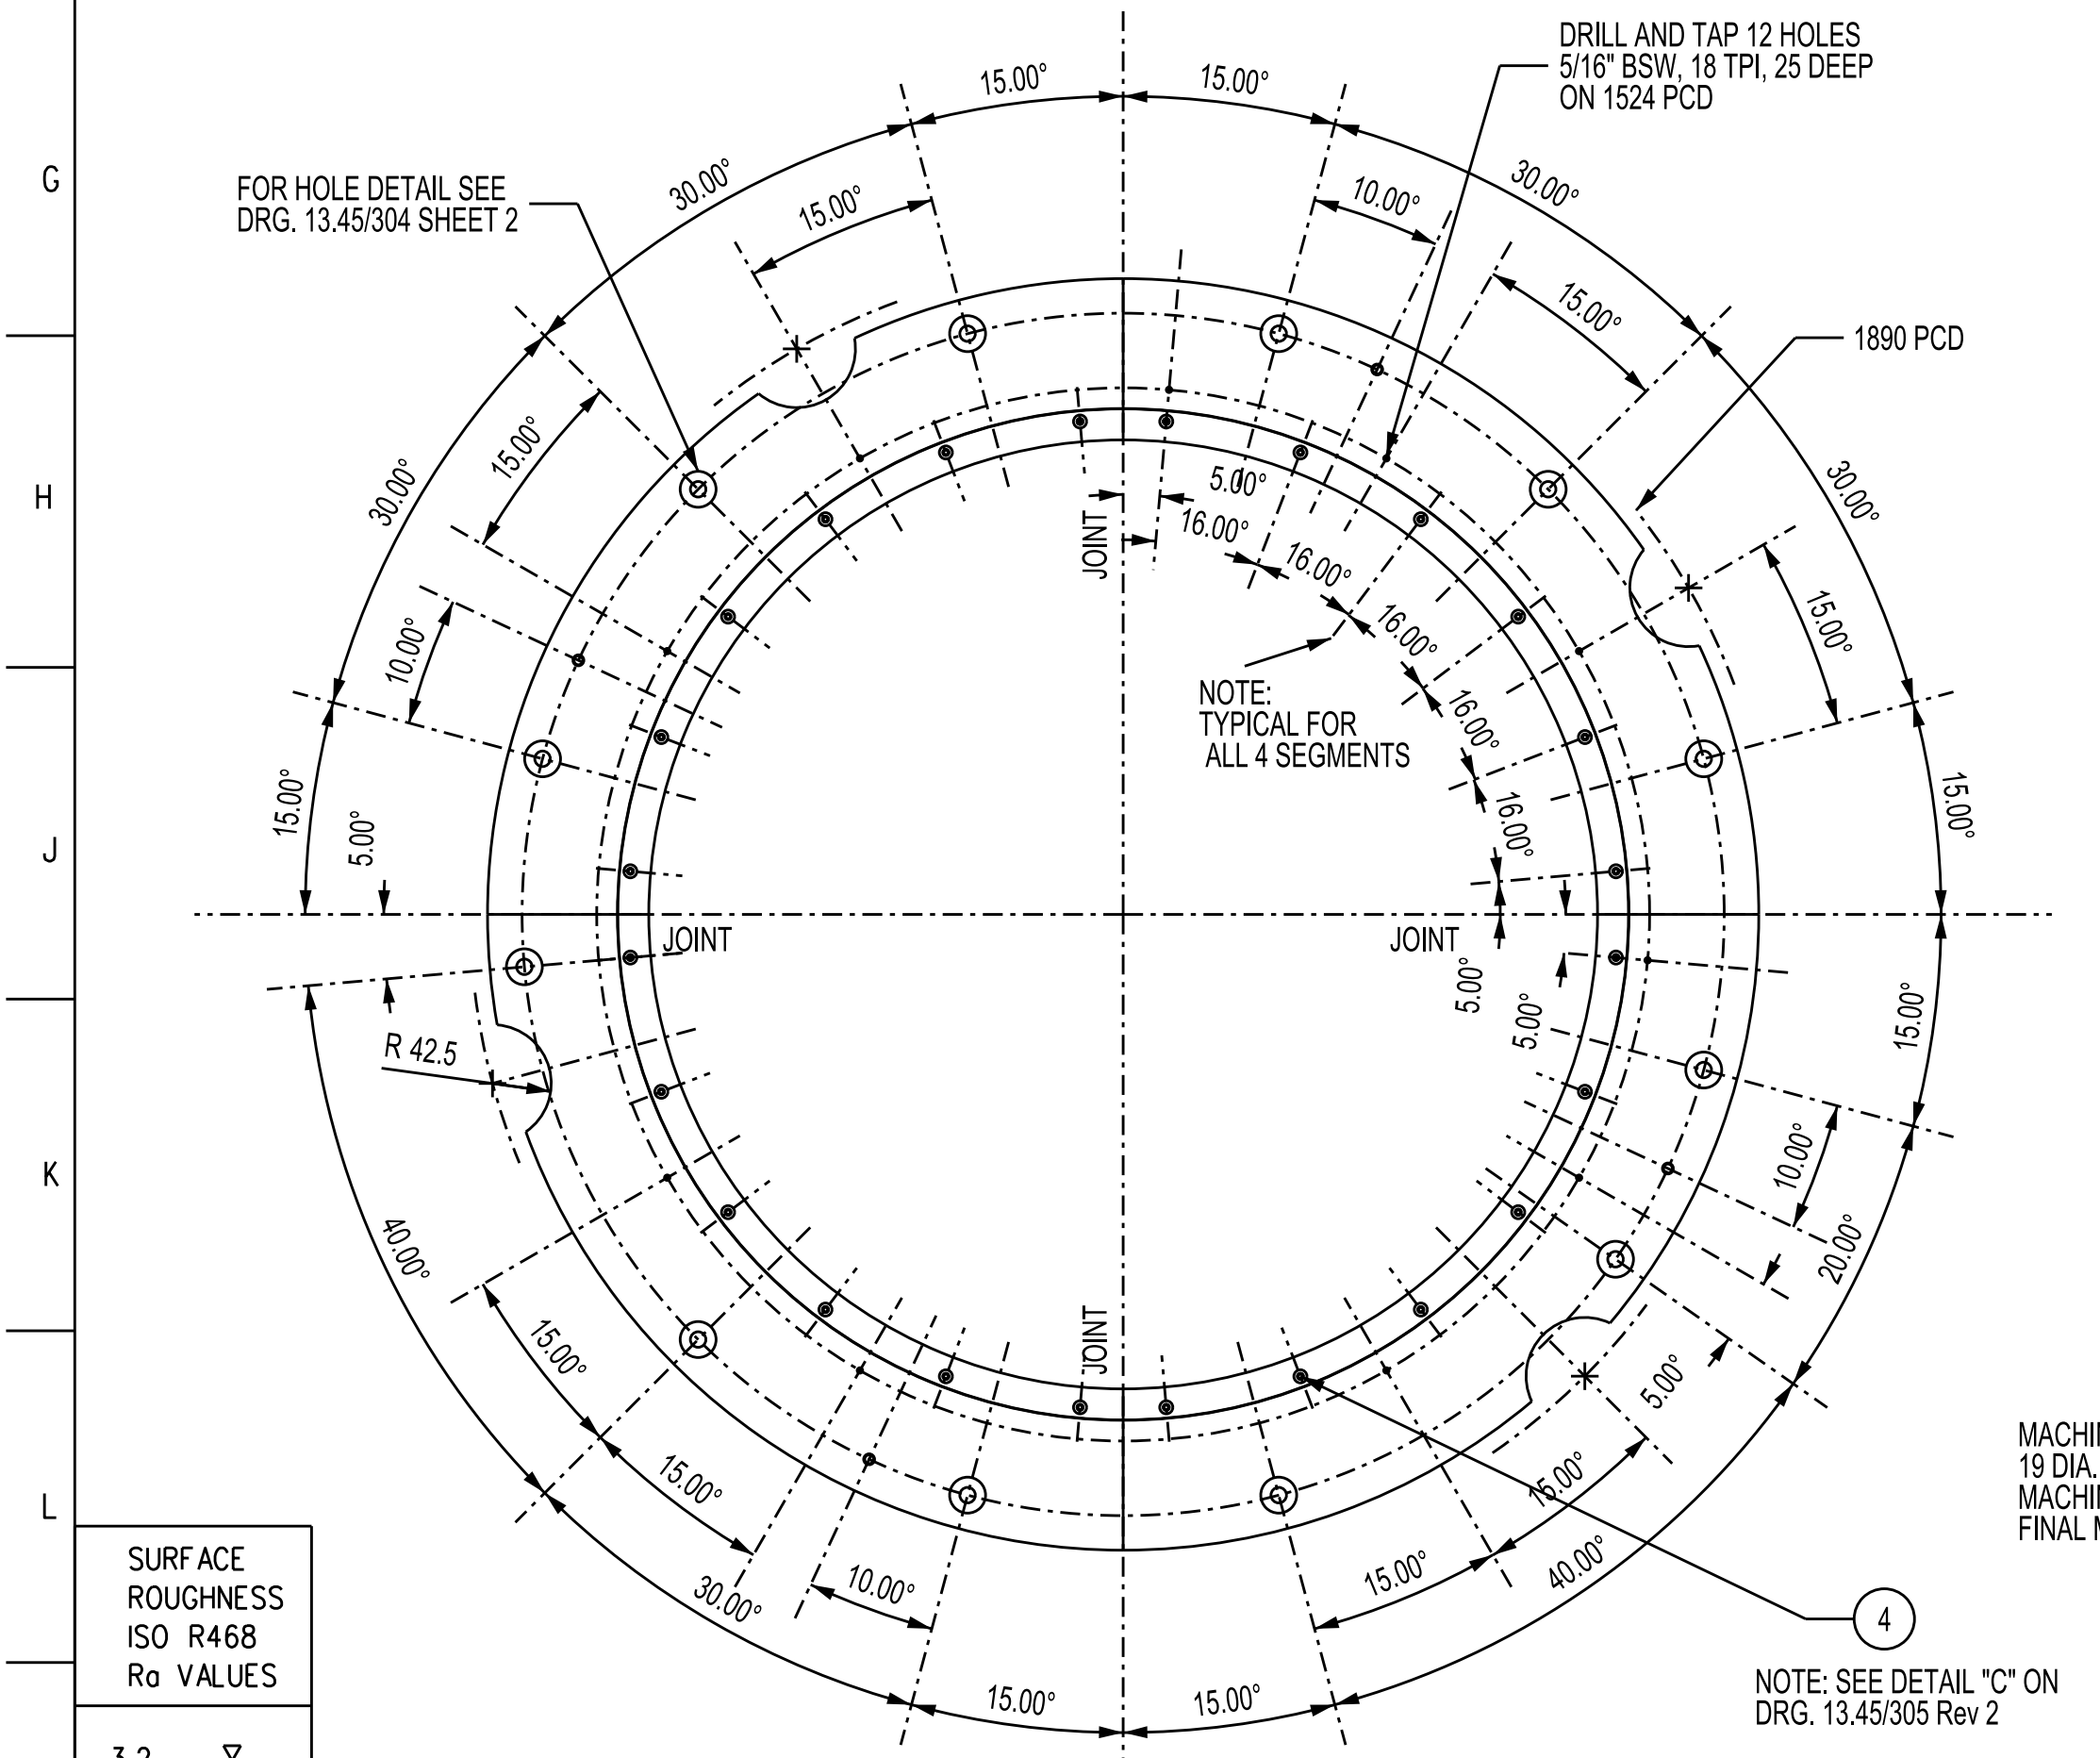 15.00°
15.00°
DRILL AND TAP 12 HOLES
5/16" BSW, 18 TPI, 25 DEEP
ON 1524 PCD
G
FOR HOLE DETAIL SEE
DRG. 13.45/304 SHEET 2
30.00°
15.00°
10.00°
30.00°
15.00°
1890 PCD
H
30.00°
15.00°
5.00°
16.00°
JOINT
16.00°
16.00°
30.00°
15.00°
10.00°
NOTE:
TYPICAL FOR
ALL 4 SEGMENTS
16.00°
16.00°
15.00°
J
15.00°
5.00°
JOINT
JOINT
5.00°
5.00°
15.00°
R 42.5
K
40.00°
10.00°
20.00°
15.00°
JOINT
5.00°
L
15.00°
15.00°
30.00°
10.00°
15.00°
40.00°
15.00°
15.00°
MACHI
19 DIA.
MACHI
FINAL
4
NOTE: SEE DETAIL "C" ON
DRG. 13.45/305 Rev 2
SURFACE
ROUGHNESS
ISO R468
Ra VALUES
3.2